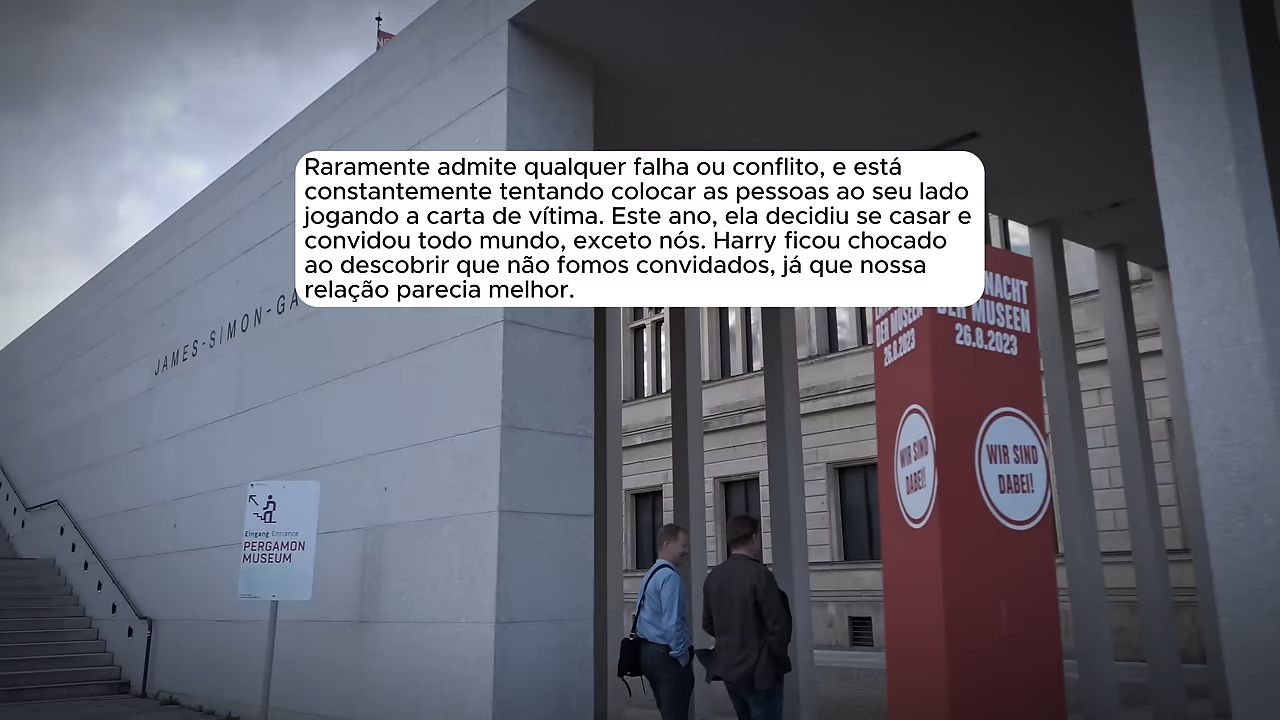 Raramente admite qualquer falha ou conflito, e está
constantemente tentando colocar as pessoas ao seu lado
jogando a carta de vítima. Este ano, ela decidiu se casar e
convidou todo mundo, exceto nós. Harry ficou chocado
ao descobrir que não fomos convidados, já que nossa
relação parecia melhor.
JAMES-SIMON-GA
DER MUSEEN
26.8.2023
NACHT
DER MUSEEN
26.8.2023
WIR SIND
DABEI!
WIR SIND
DABEI!
Eingang Entrance
PERGAMON
MUSEUM